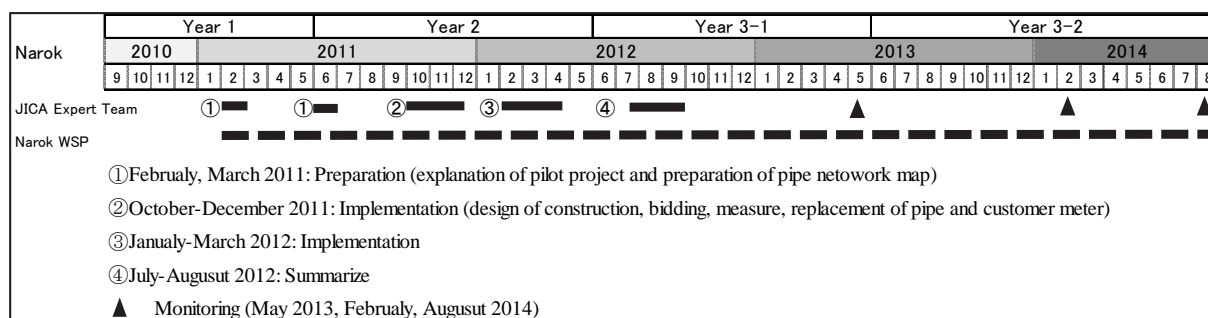 Year 1 Year 2 Year 3-1 Year 3-2
Narok 2010 2011 2012 2013 2014
9 10 11 12 1 2 3 4 5 6 7 8 9 10 11 12 1 2 3 4 5 6 7 8 9 10 11 12 1 2 3 4 5 6 7 8 9 10 11 12 1 2 3 4 5 6 7 8
JICA Expert Team ① ① ② ③ ④ ▲ ▲ ▲
Narok WSP
①Februaly, March 2011: Preparation (explanation of pilot project and preparation of pipe netowork map)
②October-December 2011: Implementation (design of construction, bidding, measure, replacement of pipe and customer meter)
③Janualy-March 2012: Implementation
④July-Augusut 2012: Summarize
▲ Monitoring (May 2013, Februaly, Augusut 2014)